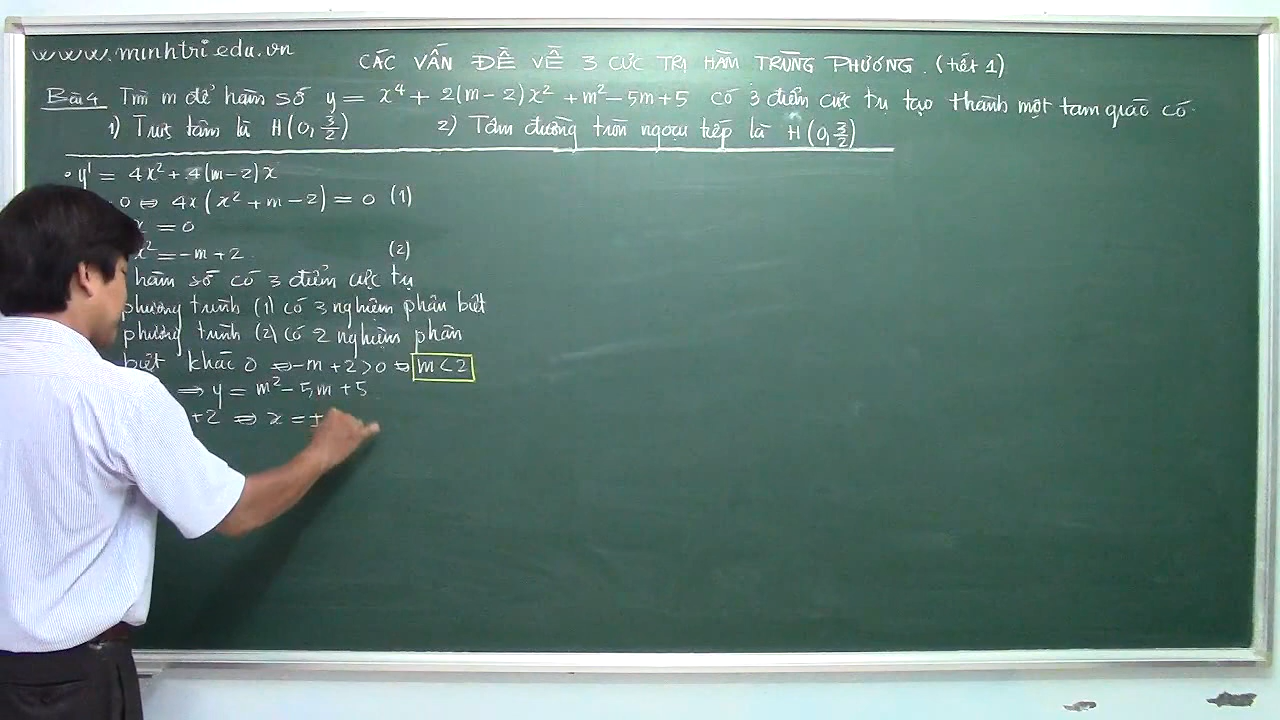 www.minhtri.edu.vn
CÁC VẤN ĐỀ VỀ 3 CỰC TRỊ HÀM TRÙNG PHƯƠNG. (tiết 1)
Bài 4 Tìm m để hàm số y = x⁴ + 2(m-2)x² + m² - 5m + 5 có 3 điểm cực trị tạo thành một tam giác có
1) Trực tâm là H(0, 3/2) 2) Tâm đường tròn ngoại tiếp là H(0, 3/2)
• y' = 4x² + 4(m-2)x
0 ⇔ 4x(x² + m - 2) = 0 (1)
x = 0
x² = -m + 2 (2)
hàm số có 3 điểm cực trị
phương trình (1) có 3 nghiệm phân biệt
phương trình (2) có 2 nghiệm phân
biệt khác 0 ⇔ -m + 2 > 0 ⇔ m < 2
⇒ y = m² - 5m + 5
+2 ⇔ x = ±